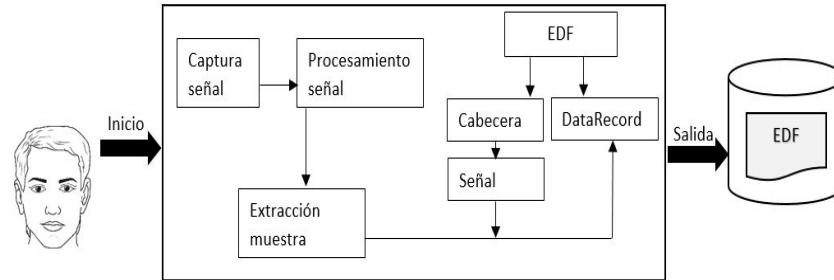 Inicio
Captura
señal
Procesamiento
señal
Extracción
muestra
EDF
Cabecera
DataRecord
Señal
Salida
EDF